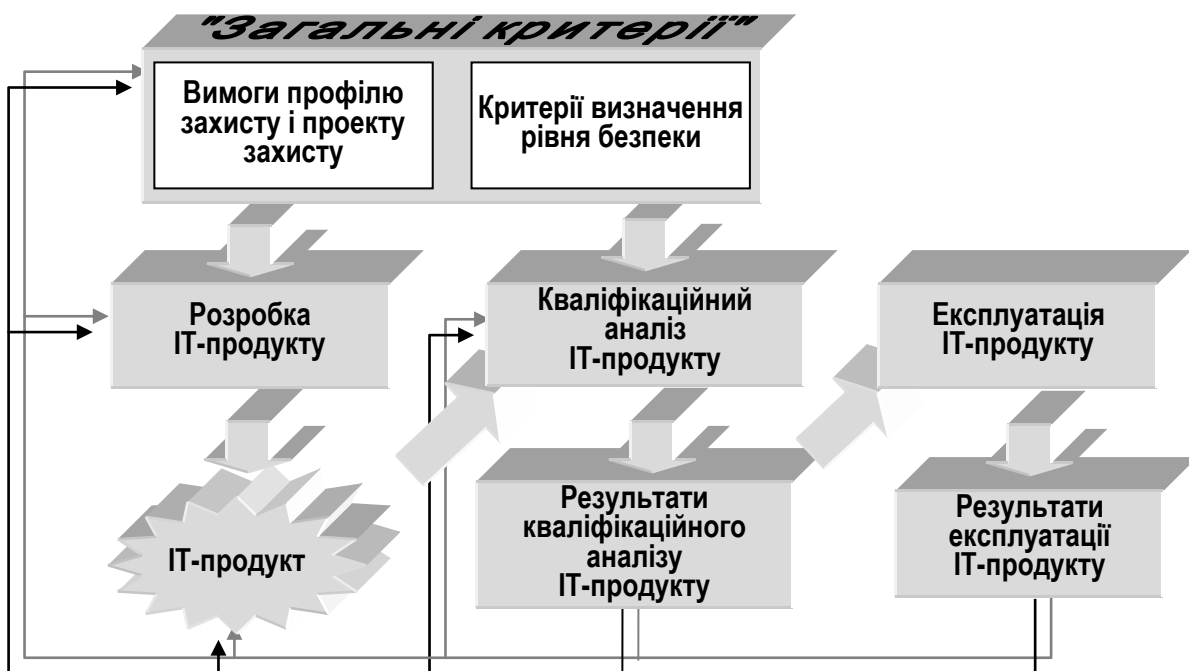 "Загальні критерії"
Вимоги профілю
захисту і проекту
захисту
Критерії визначення
рівня безпеки
Розробка
ІТ-продукту
Кваліфікаційний
аналіз
ІТ-продукту
Експлуатація
ІТ-продукту
ІТ-продукт
Результати
кваліфікаційного
аналізу
ІТ-продукту
Результати
експлуатації
ІТ-продукту